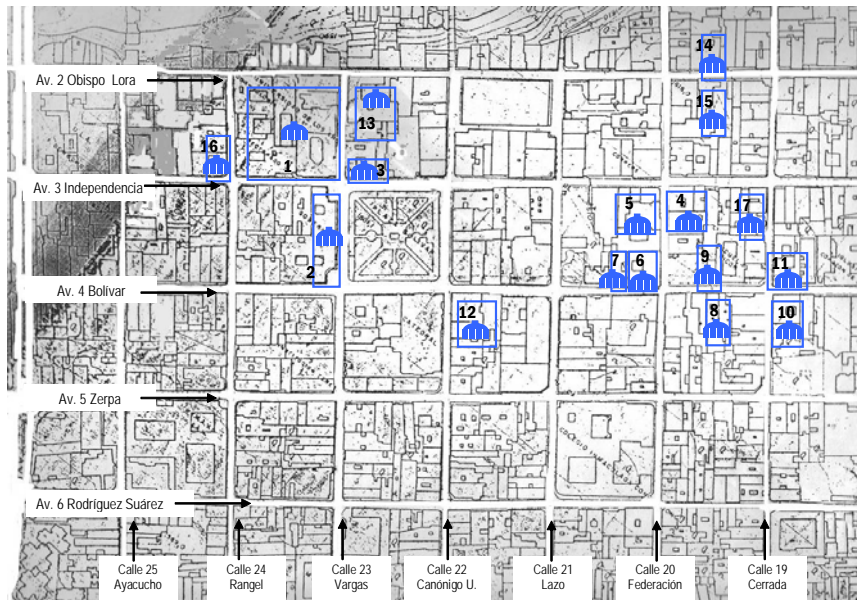 14
Av. 2 Obispo Lora
15
13
16
1
3
Av. 3 Independencia
5
4
17
2
7
6
9
11
Av. 4 Bolívar
12
8
10
Av. 5 Zerpa
COLEGIO INMACULADA
Av. 6 Rodríguez Suárez
Calle 25
Ayacucho
Calle 24
Rangel
Calle 23
Vargas
Calle 22
Canónigo U.
Calle 21
Lazo
Calle 20
Federación
Calle 19
Cerrada